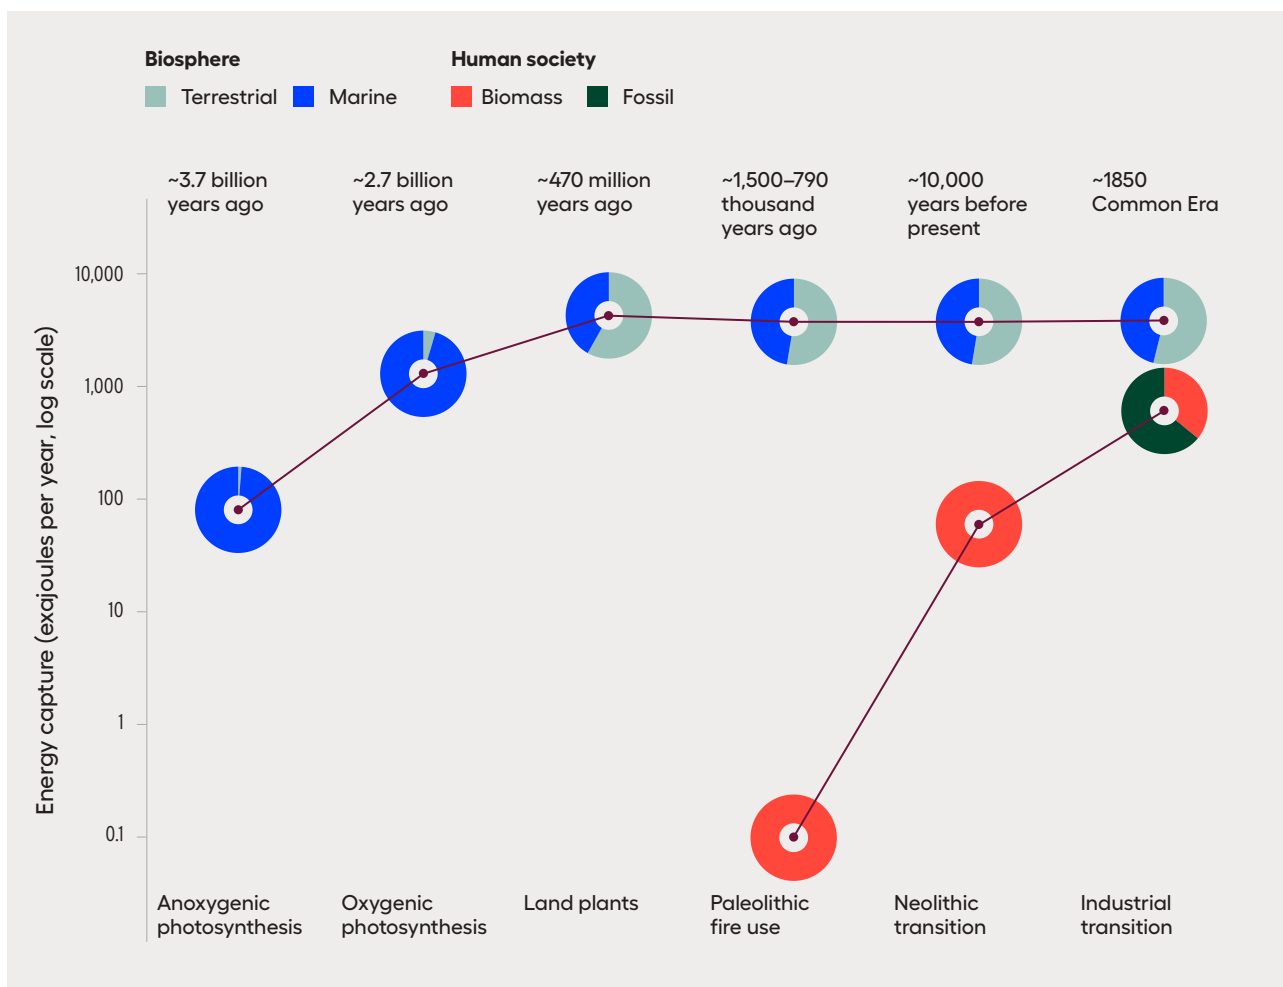 Biosphere
Human society
Terrestrial
Marine
Biomass
Fossil
~3.7 billion
years ago
~2.7 billion
years ago
~470 million
years ago
~1,500–790
thousand
years ago
~10,000
years before
present
~1850
Common Era
Energy capture (exajoules per year, log scale)
10,000
1,000
100
10
1
0.1
Anoxygenic
photosynthesis
Oxygenic
photosynthesis
Land plants
Paleolithic
fire use
Neolithic
transition
Industrial
transition